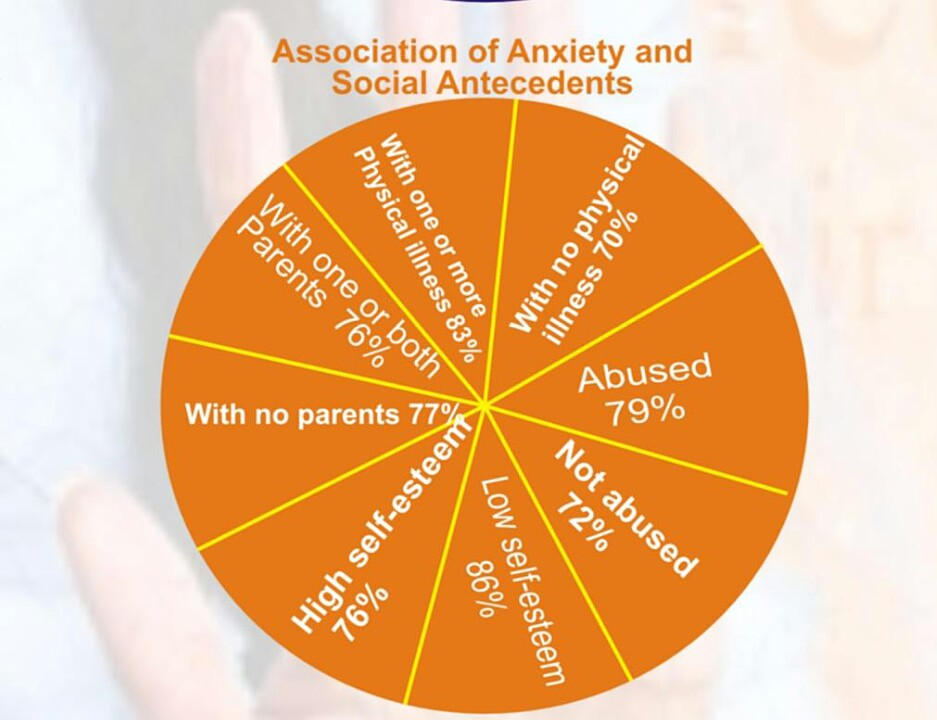 Association of Anxiety and
Social Antecedents
With one or more
Physical illness 83%
With no physical
illness 70%
Abused
79%
Not abused
72%
Low self-esteem
86%
High self-esteem
76%
With no parents 77%
With one or both
Parents 76%